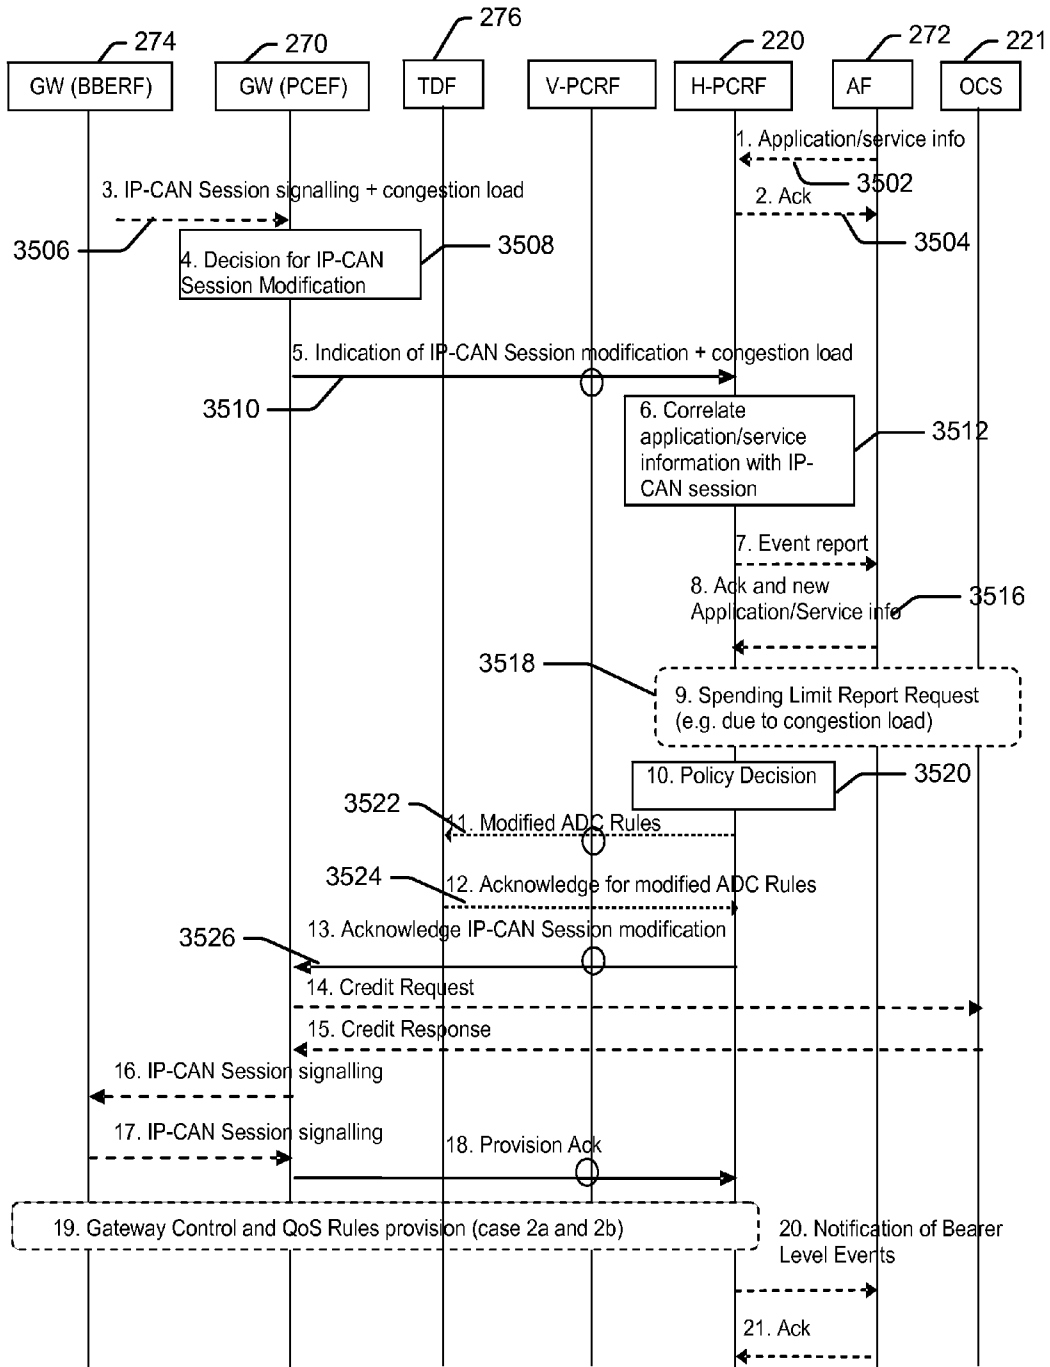 274
270
276
220
272
221
GW (BBERF)
GW (PCEF)
TDF
V-PCRF
H-PCRF
AF
OCS
1. Application/service info
3502
2. Ack
3504
3. IP-CAN Session signalling + congestion load
3506
4. Decision for IP-CAN
Session Modification
3508
5. Indication of IP-CAN Session modification + congestion load
3510
6. Correlate
application/service
information with IP-
CAN session
3512
7. Event report
8. Ack and new
Application/Service info
3516
3518
9. Spending Limit Report Request
(e.g. due to congestion load)
10. Policy Decision
3520
3522
11. Modified ADC Rules
3524
12. Acknowledge for modified ADC Rules
13. Acknowledge IP-CAN Session modification
3526
14. Credit Request
15. Credit Response
16. IP-CAN Session signalling
17. IP-CAN Session signalling
18. Provision Ack
19. Gateway Control and QoS Rules provision (case 2a and 2b)
20. Notification of Bearer
Level Events
21. Ack